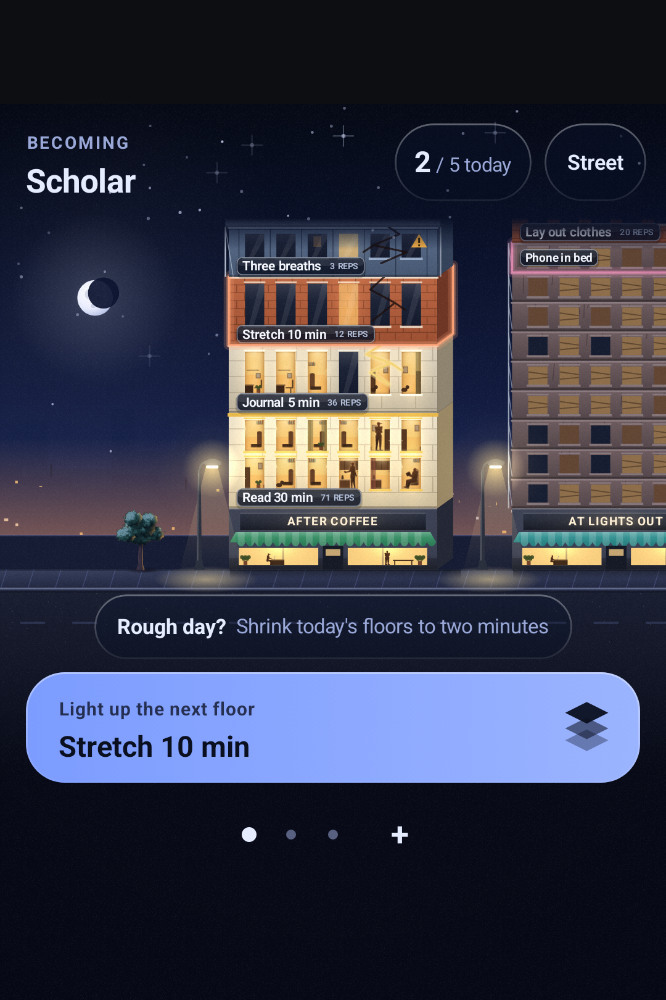 BECOMING
Scholar
2 / 5 today
Street
Three breaths 3 REPS
Stretch 10 min 12 REPS
Journal 5 min 36 REPS
Read 30 min 71 REPS
AFTER COFFEE
Lay out clothes 20 REPS
Phone in bed
AT LIGHTS OUT
Rough day? Shrink today's floors to two minutes
Light up the next floor
Stretch 10 min